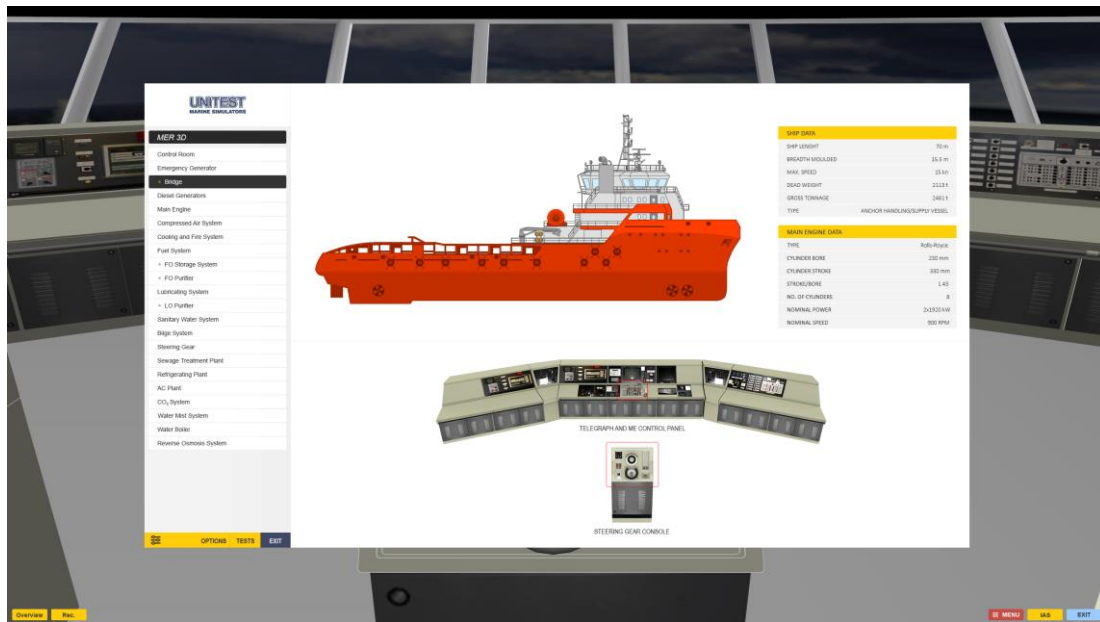 UNITEST
MARINE SIMULATORS
MER 3D
Control Room
Emergency Generator
Bridge
Diesel Generators
Main Engine
Compressed Air System
Cooling and Fire System
Fuel System
FO Storage System
FO Purifier
Lubricating System
LO Purifier
Sanitary Water System
Bilge System
Steering Gear
Sewage Treatment Plant
Refrigerating Plant
AC Plant
CO₂ System
Water Mist System
Water Boiler
Reverse Osmosis System
OPTIONS TESTS EXIT
SHIP DATA
SHIP LENGHT 70 m
BREADTH MOULDED 15.5 m
MAX. SPEED 15 kn
DEAD WEIGHT 2113 t
GROSS TONNAGE 2461 t
TYPE ANCHOR HANDLING/SUPPLY VESSEL
MAIN ENGINE DATA
TYPE Rolls-Royce
CYLINDER BORE 230 mm
CYLINDER STROKE 330 mm
STROKE/BORE 1.43
NO. OF CYLINDERS 8
NOMINAL POWER 2x1920 kW
NOMINAL SPEED 900 RPM
TELEGRAPH AND ME CONTROL PANEL
STEERING GEAR CONSOLE
Overview Rec.
MENU IAS EXIT